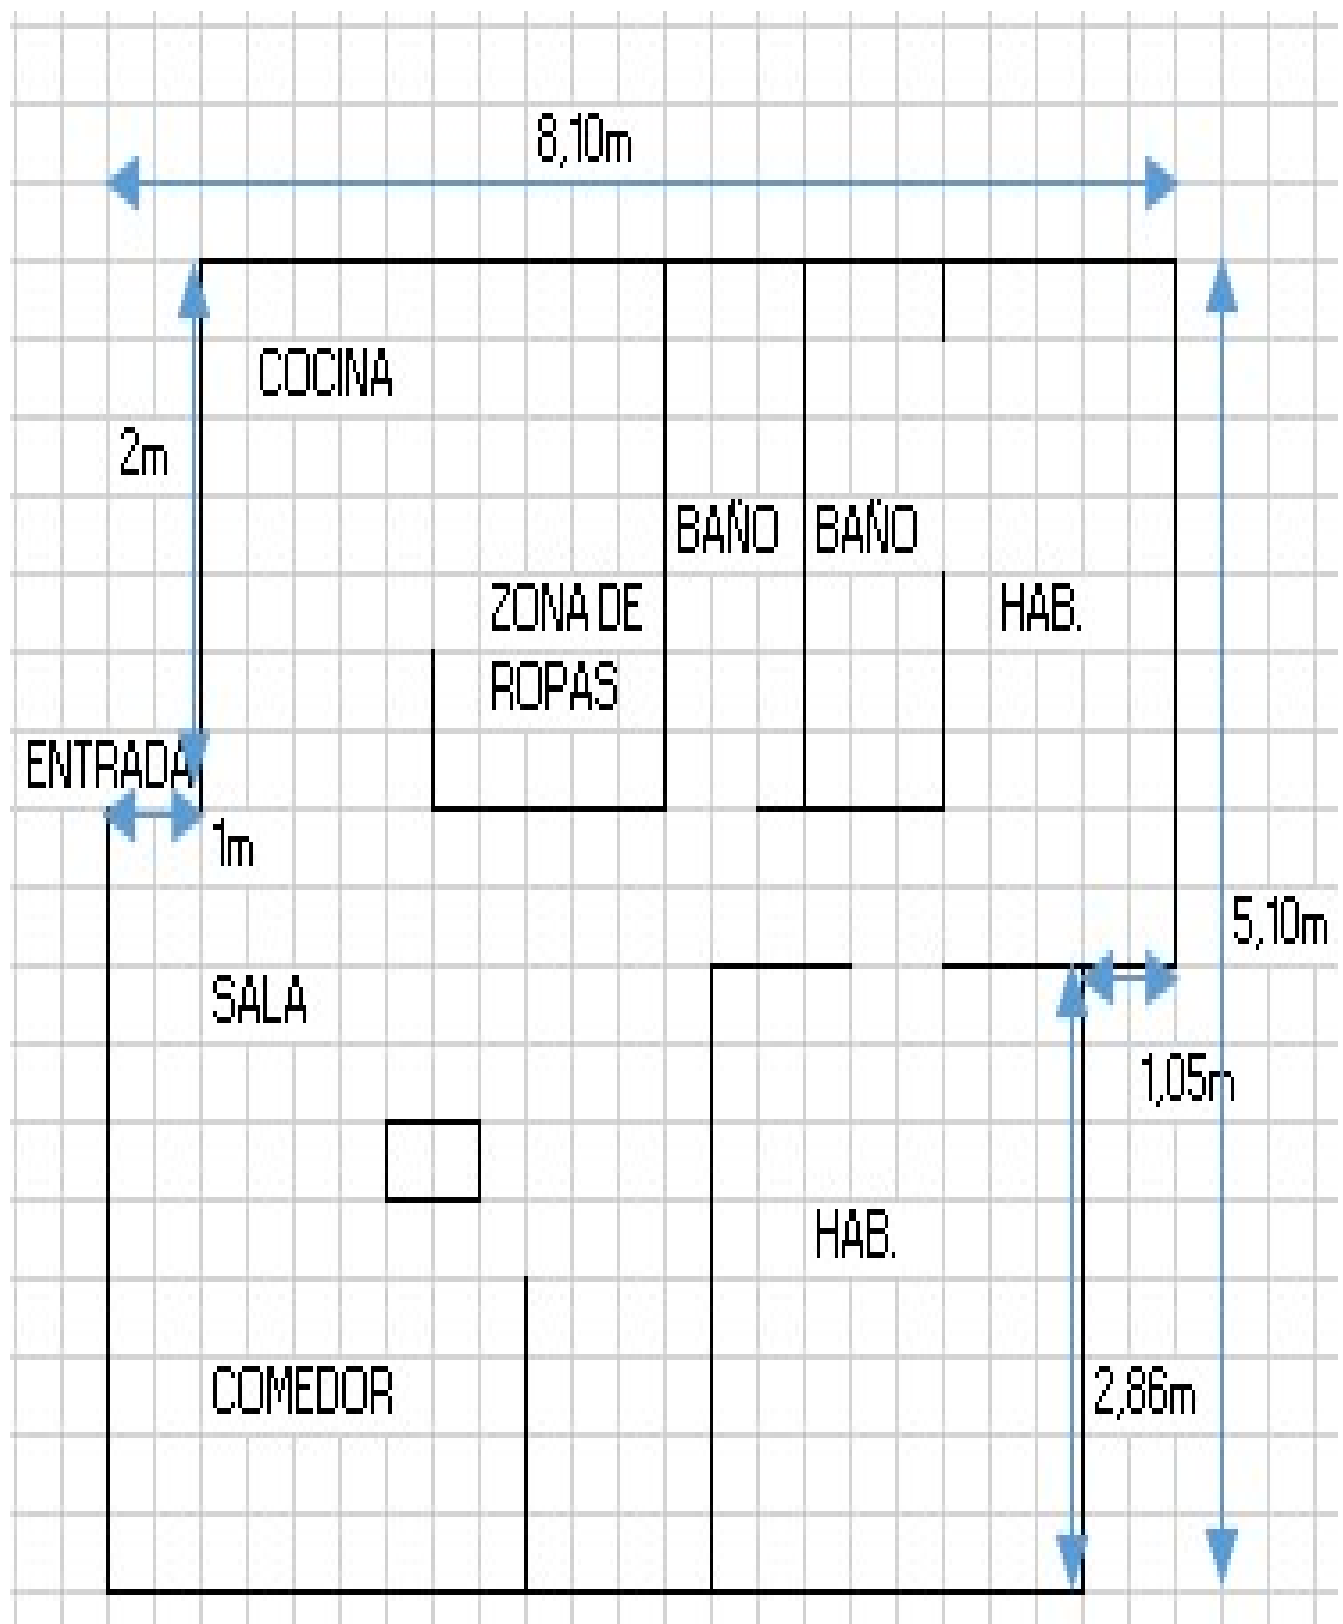 8,10m
COCINA
2m
BAÑO
BAÑO
ZONA DE
ROPAS
HAB.
ENTRADA
1m
5,10m
SALA
1,05m
HAB.
COMEDOR
2,86m